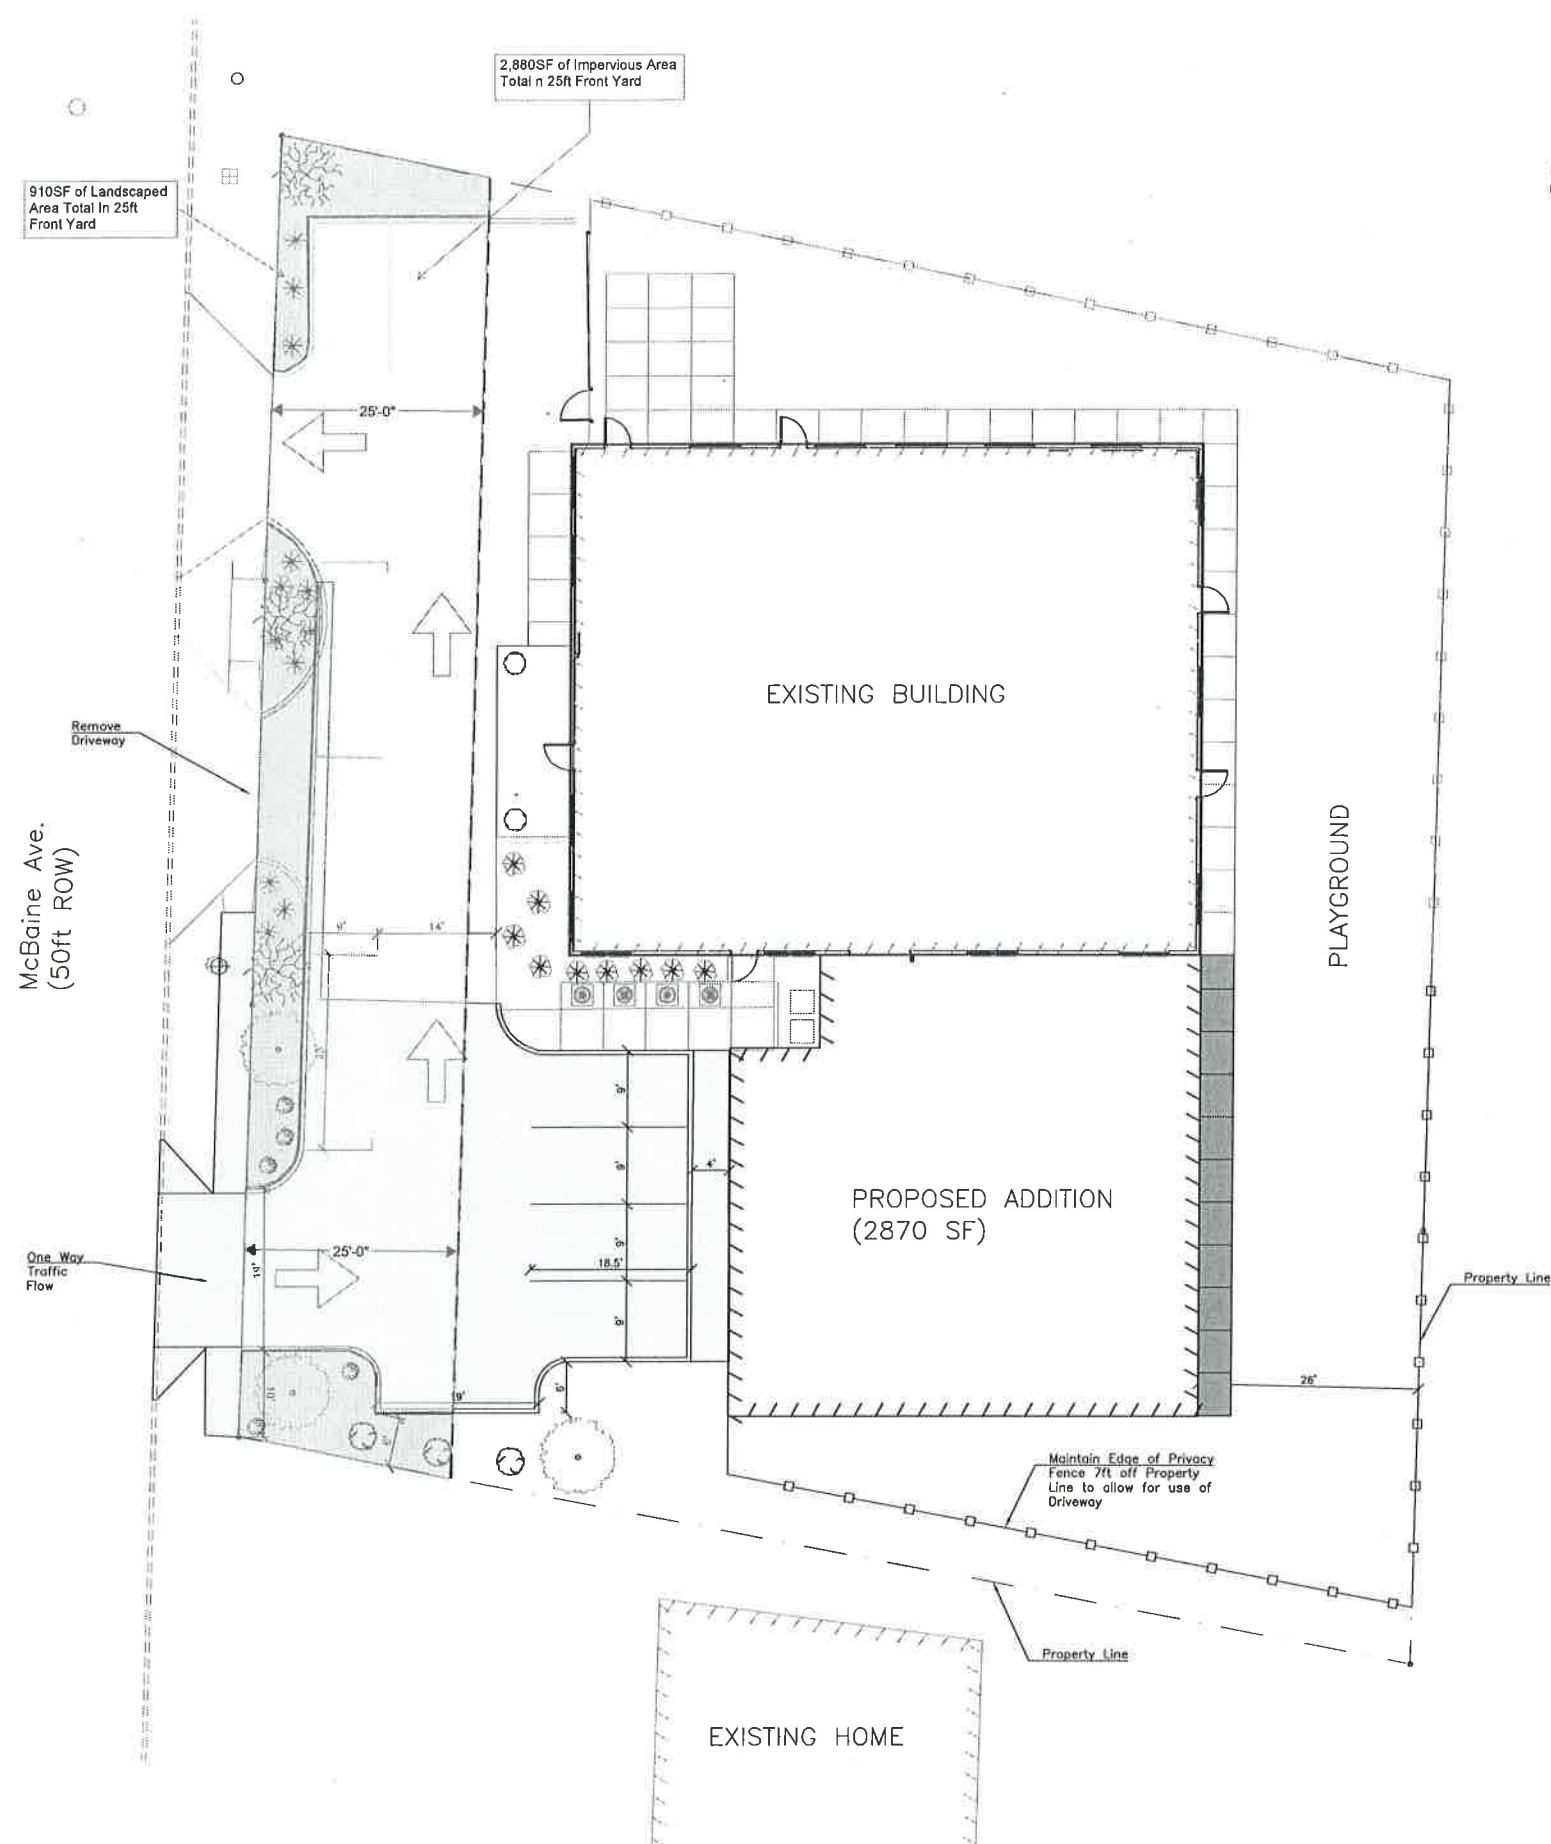 2,880SF of Impervious Area
Total n 25ft Front Yard
910SF of Landscaped
Area Total In 25ft
Front Yard
25'-0"
EXISTING BUILDING
Remove
Driveway
McBaine Ave.
(50ft ROW)
PLAYGROUND
9'
14'
23'
9'
9'
9'
9'
4'
18.5'
PROPOSED ADDITION
(2870 SF)
One Way
Traffic
Flow
25'-0"
Property Line
10'
9'
6'
6'
26'
Maintain Edge of Privacy
Fence 7ft off Property
Line to allow for use of
Driveway
Property Line
EXISTING HOME